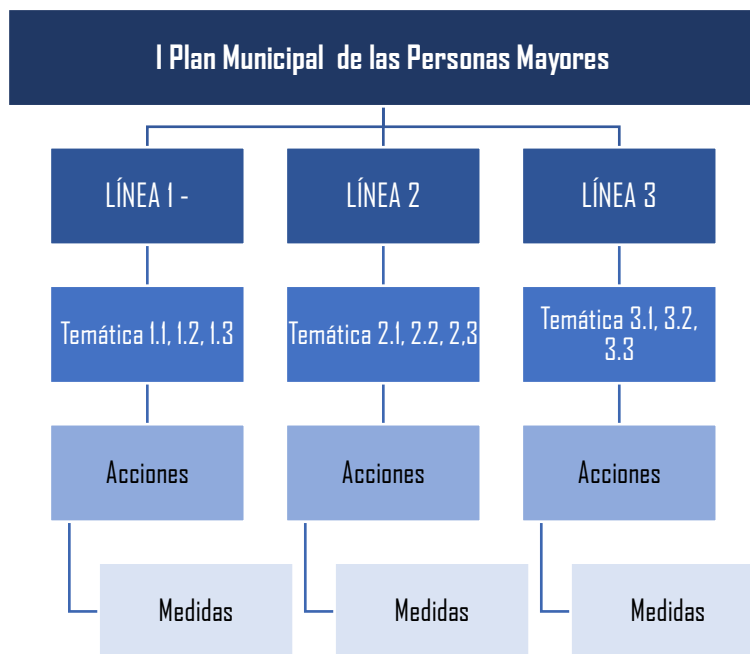 I Plan Municipal de las Personas Mayores
LÍNEA 1 -
LÍNEA 2
LÍNEA 3
Temática 1.1, 1.2, 1.3
Temática 2.1, 2.2, 2,3
Temática 3.1, 3.2,
3.3
Acciones
Acciones
Acciones
Medidas
Medidas
Medidas